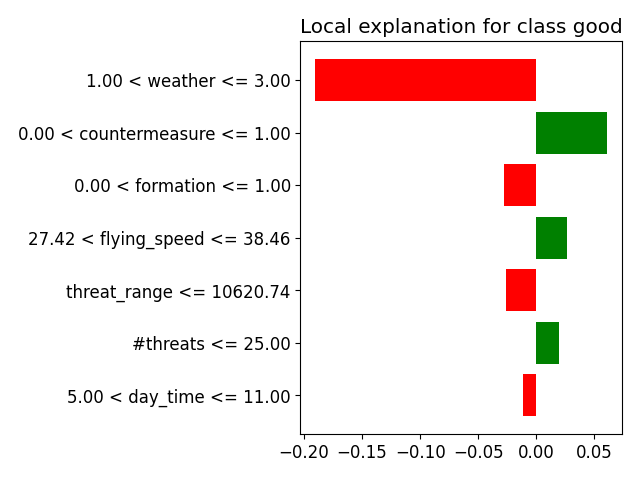 Local explanation for class good
1.00 < weather <= 3.00
0.00 < countermeasure <= 1.00
0.00 < formation <= 1.00
27.42 < flying_speed <= 38.46
threat_range <= 10620.74
#threats <= 25.00
5.00 < day_time <= 11.00
−0.20 −0.15 −0.10 −0.05 0.00 0.05